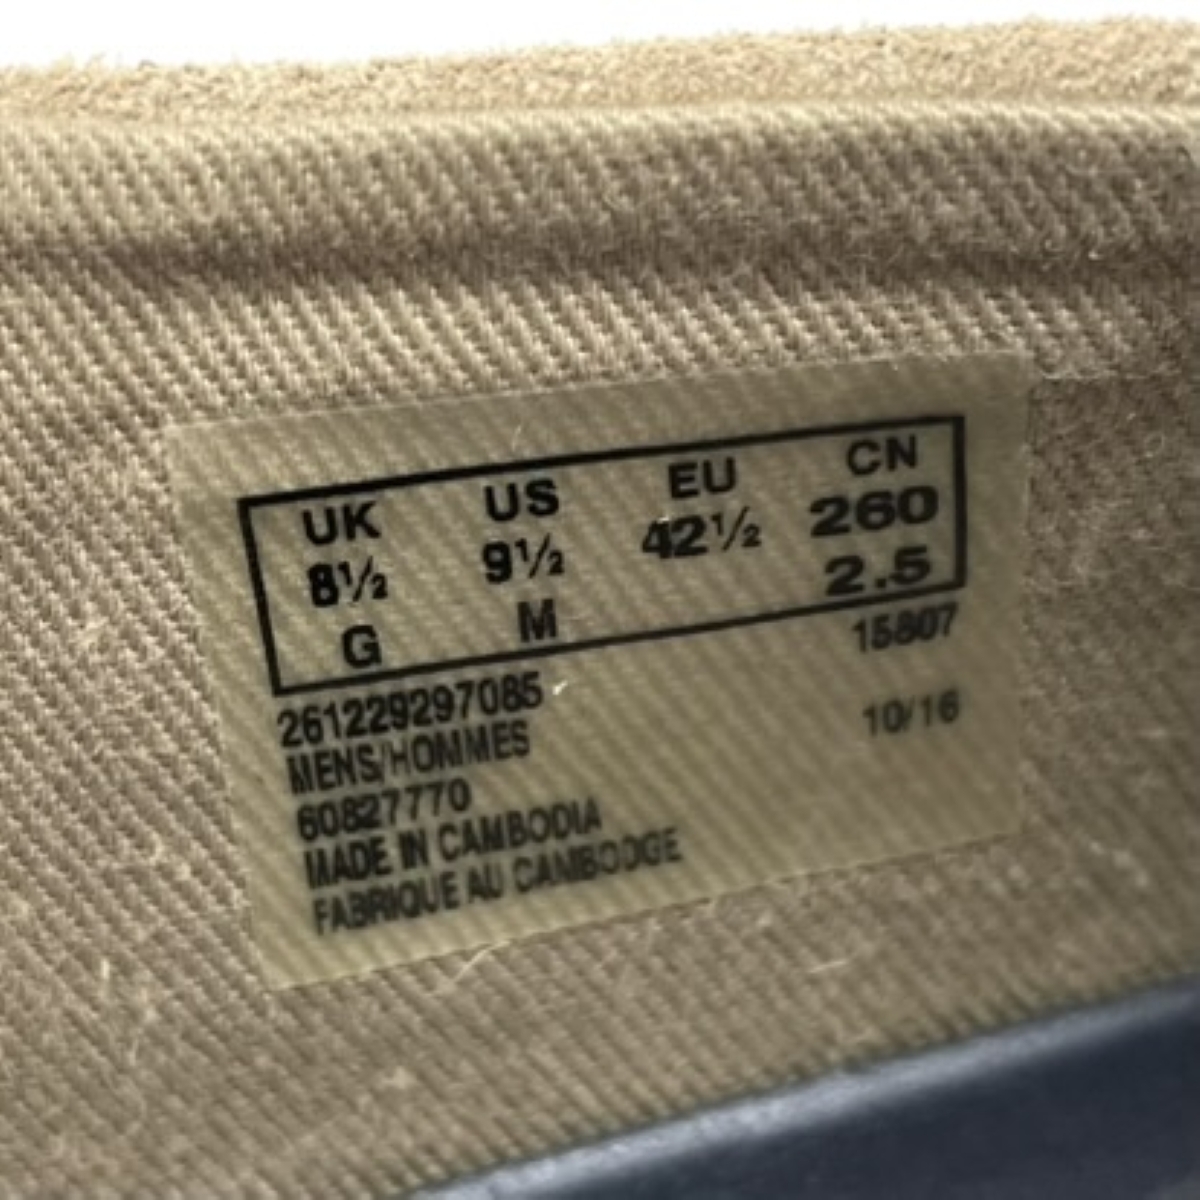 UK US EU CN
8½ 9½ 42½ 260
G M 2.5
261229297085 15807
MENS/HOMMES 10/16
60827770
MADE IN CAMBODIA
FABRIQUE AU CAMBODGE